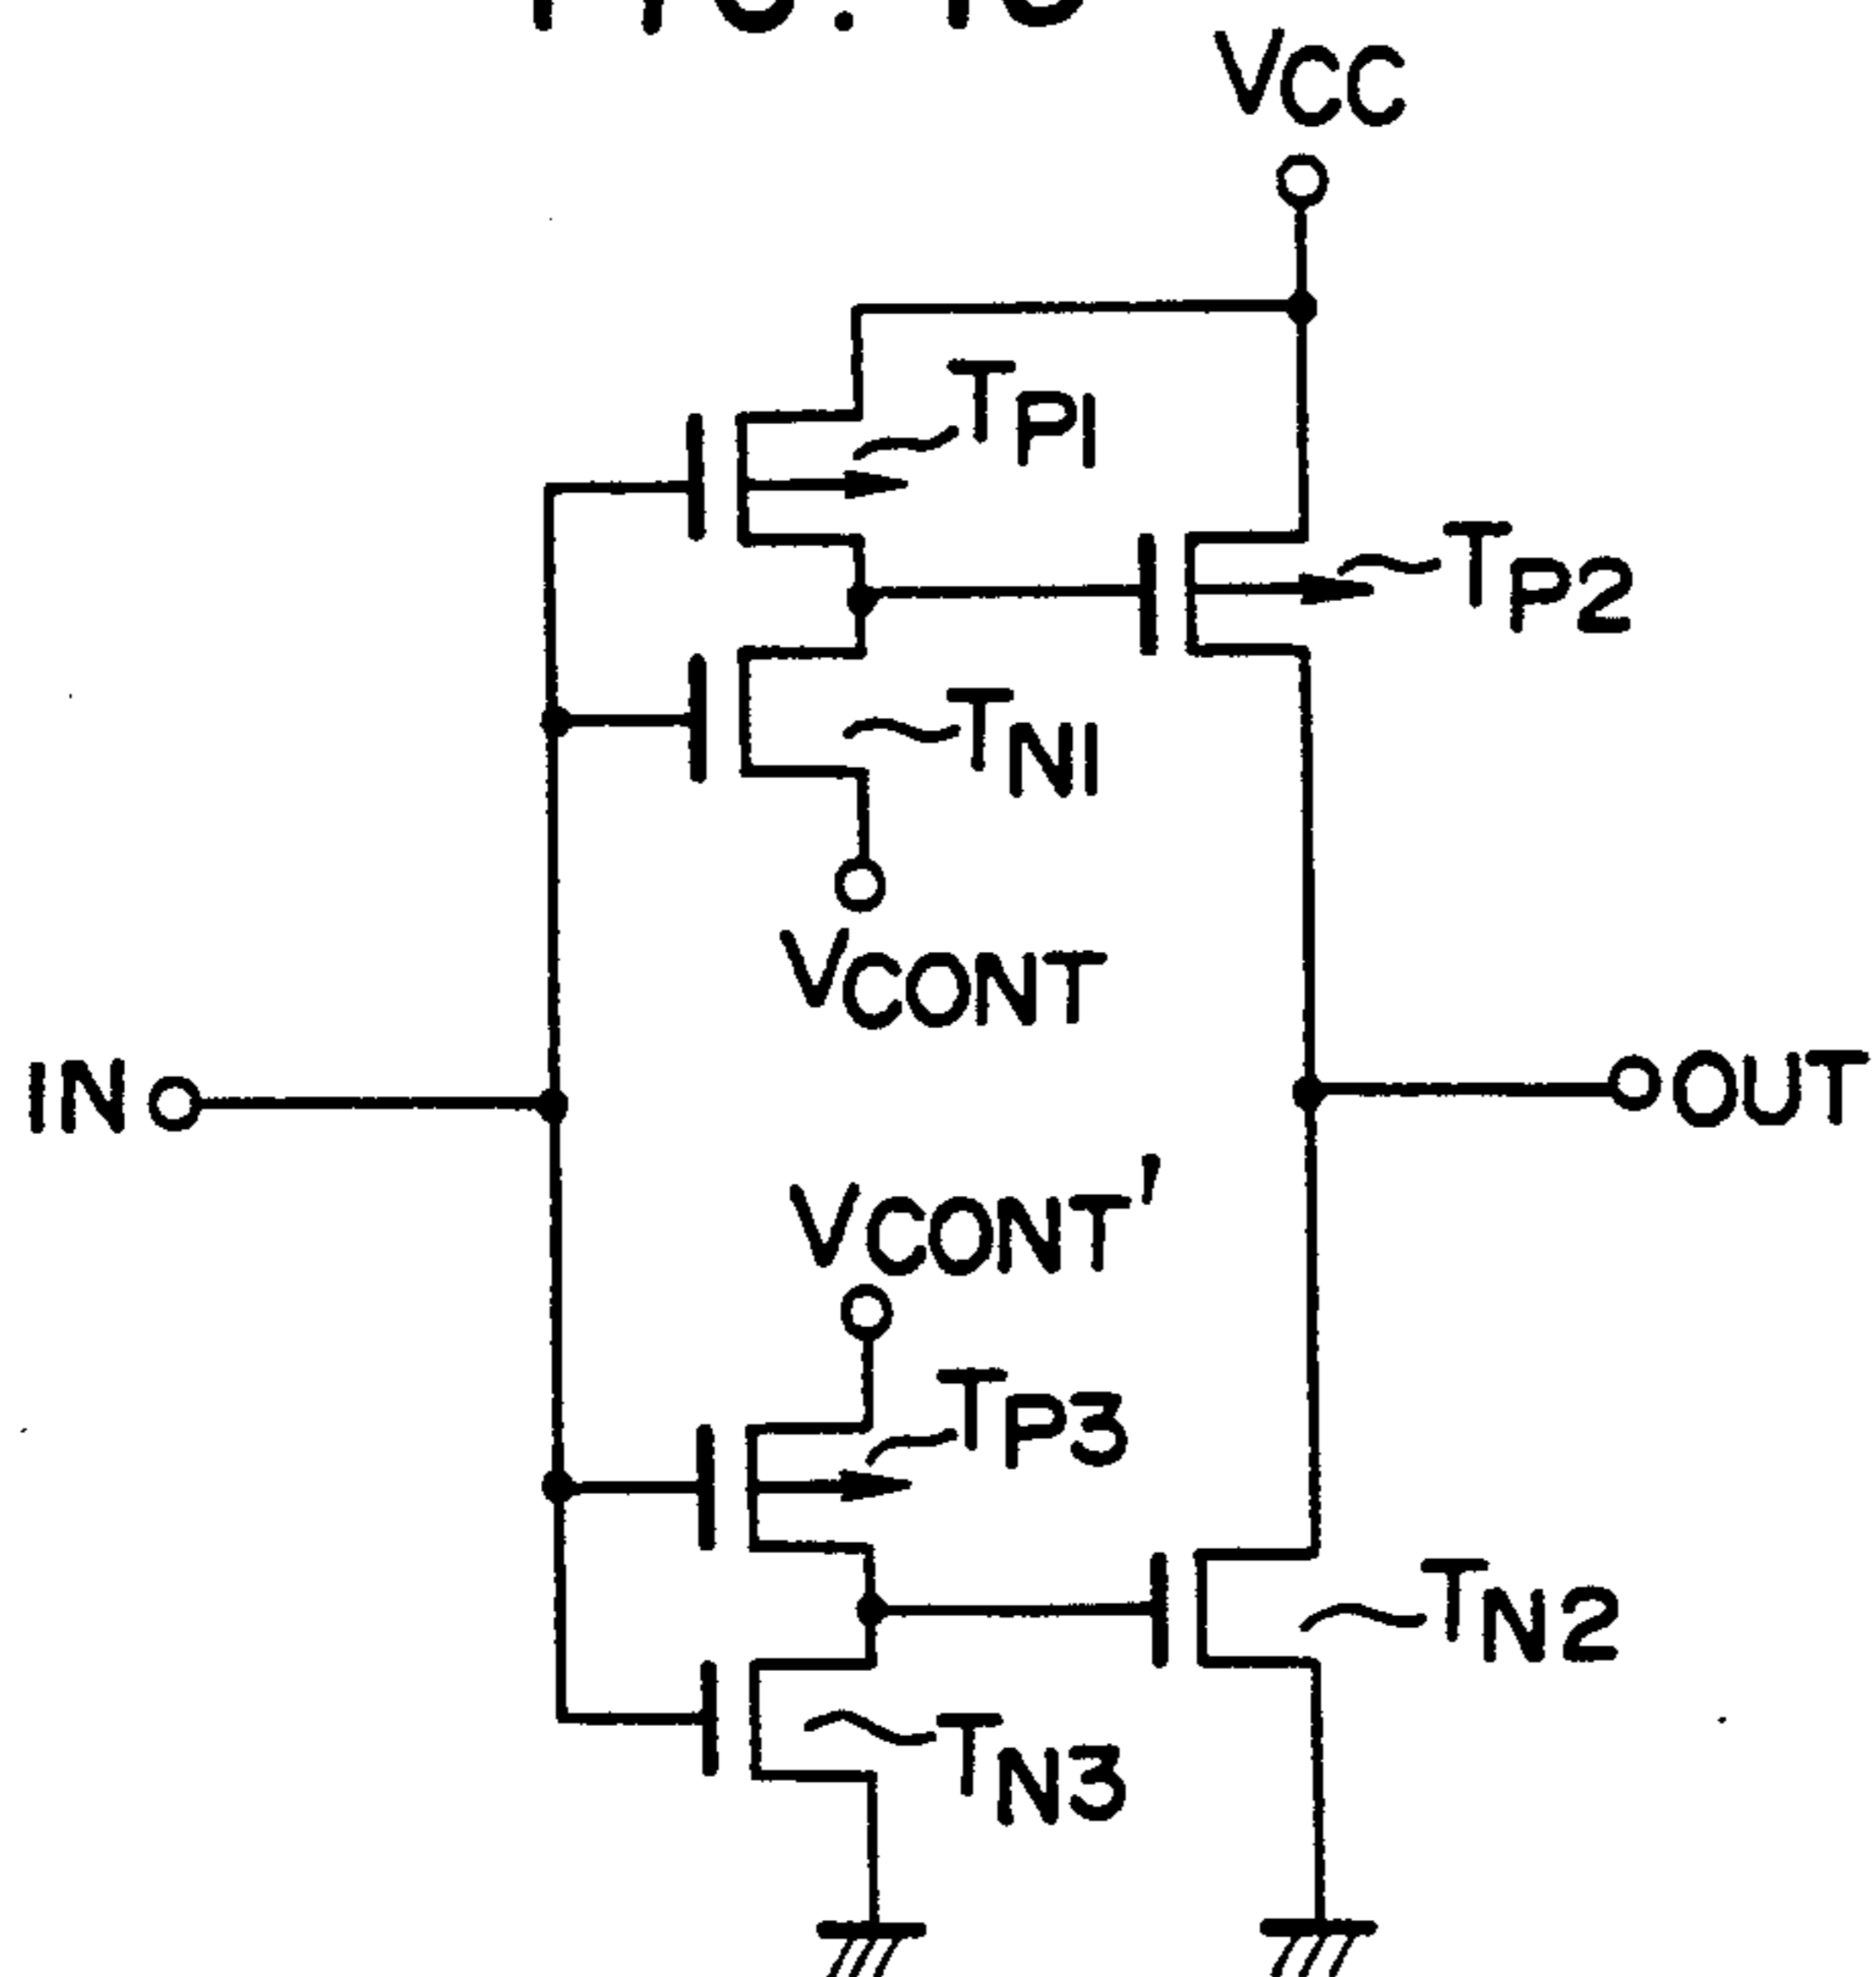 VCC
TP1
TP2
TN1
VCONT
IN
OUT
VCONT'
TP3
TN2
TN3